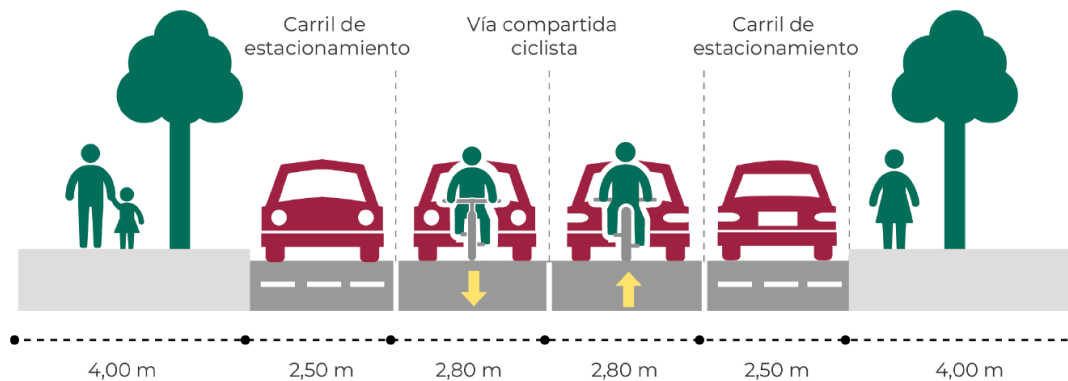 Carril de
estacionamiento
Vía compartida
ciclista
Carril de
estacionamiento
4,00 m
2,50 m
2,80 m
2,80 m
2,50 m
4,00 m